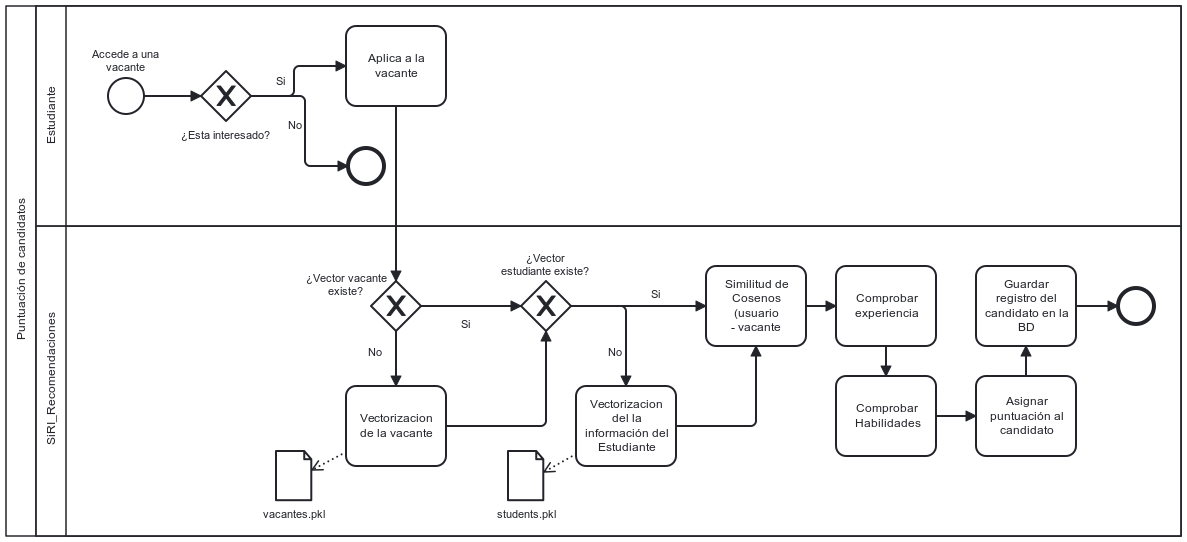 Puntuación de candidatos
Estudiante
Accede a una
vacante
¿Esta interesado?
Si
No
Aplica a la
vacante
SiRI_Recomendaciones
¿Vector vacante
existe?
Si
No
Vectorizacion
de la vacante
vacantes.pkl
¿Vector
estudiante existe?
Si
No
Vectorizacion
del la
información del
Estudiante
students.pkl
Similitud de
Cosenos
(usuario
- vacante
Comprobar
experiencia
Comprobar
Habilidades
Asignar
puntuación al
candidato
Guardar
registro del
candidato en la
BD